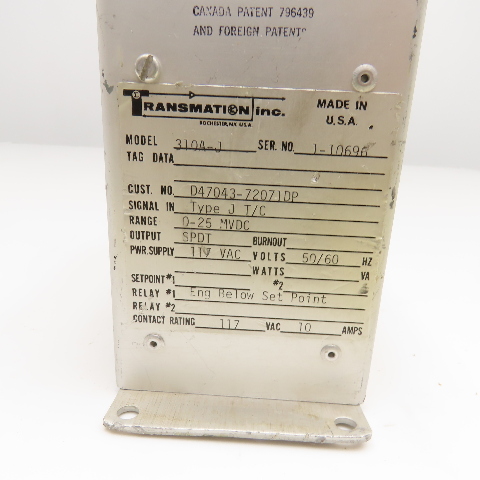 CANADA PATENT 796439
AND FOREIGN PATENTS
TRANSMATION inc.
ROCHESTER, N.Y. U.S.A.
MADE IN
U.S.A.
MODEL 310A-J SER. NO. 1-10696
TAG DATA
CUST. NO. D47043-72071DP
SIGNAL IN Type J T/C
RANGE 0-25 MVDC
OUTPUT SPDT BURNOUT
PWR. SUPPLY 117 VAC VOLTS 50/60 HZ
WATTS VA
SETPOINT #1 #2
RELAY #1 Eng Below Set Point
RELAY #2
CONTACT RATING 117 VAC 10 AMPS